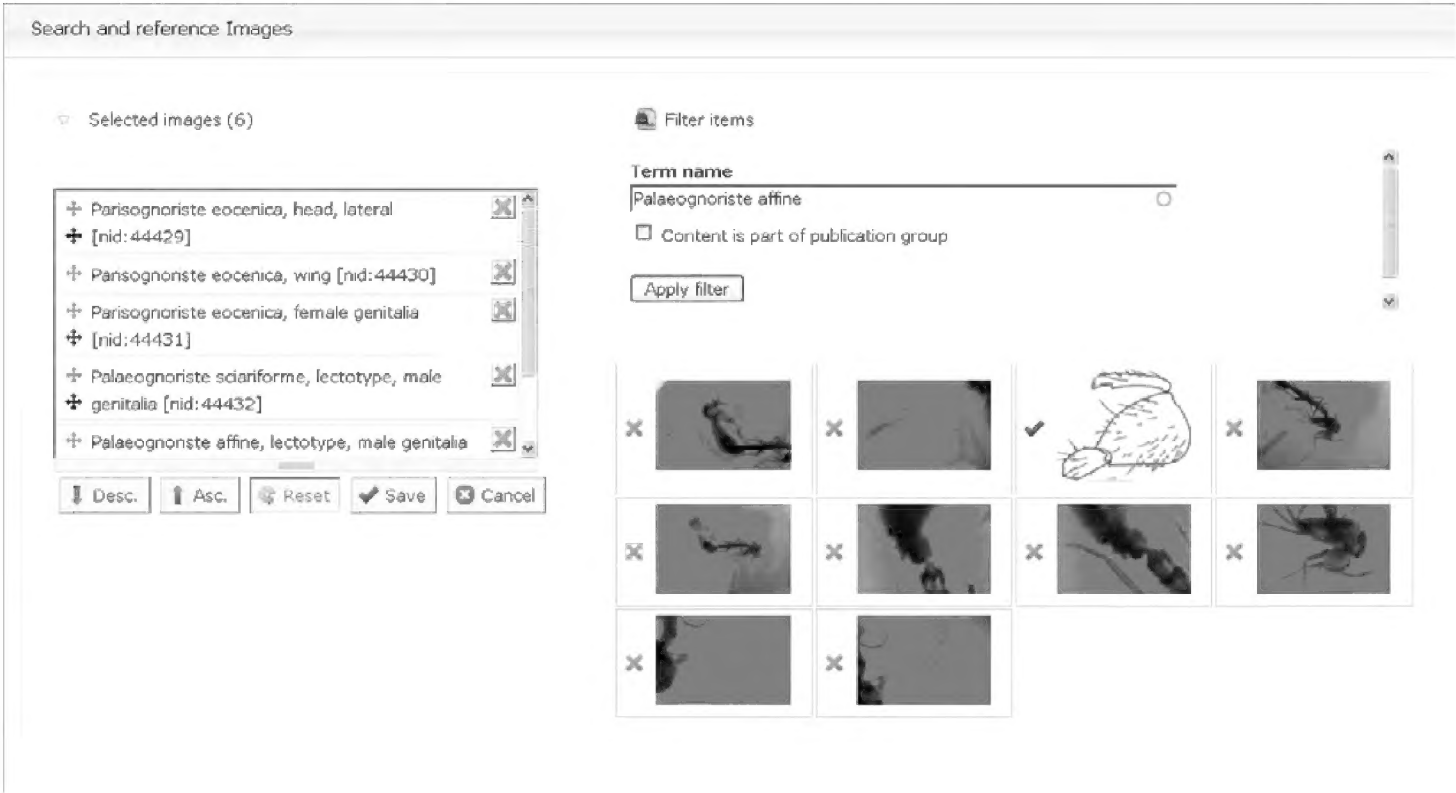 Search and reference Images
Selected images (6)
Parisognoriste eocenica, head, lateral
[nid:44429]
Parisognoriste eocenica, wing [nid:44430]
Parisognoriste eocenica, female genitalia
[nid:44431]
Palaeognoriste sciariforme, lectotype, male
genitalia [nid:44432]
Palaeognoriste affine, lectotype, male genitalia
Desc.
Asc.
Reset
Save
Cancel
Filter items
Term name
Palaeognoriste affine
Content is part of publication group
Apply filter